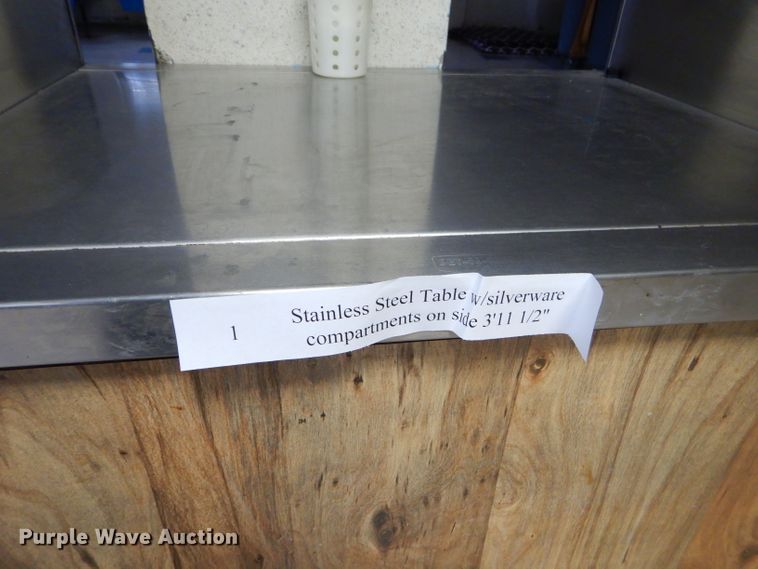 1
Stainless Steel Table w/silverware
compartments on side 3'11 1/2"
Purple Wave Auction